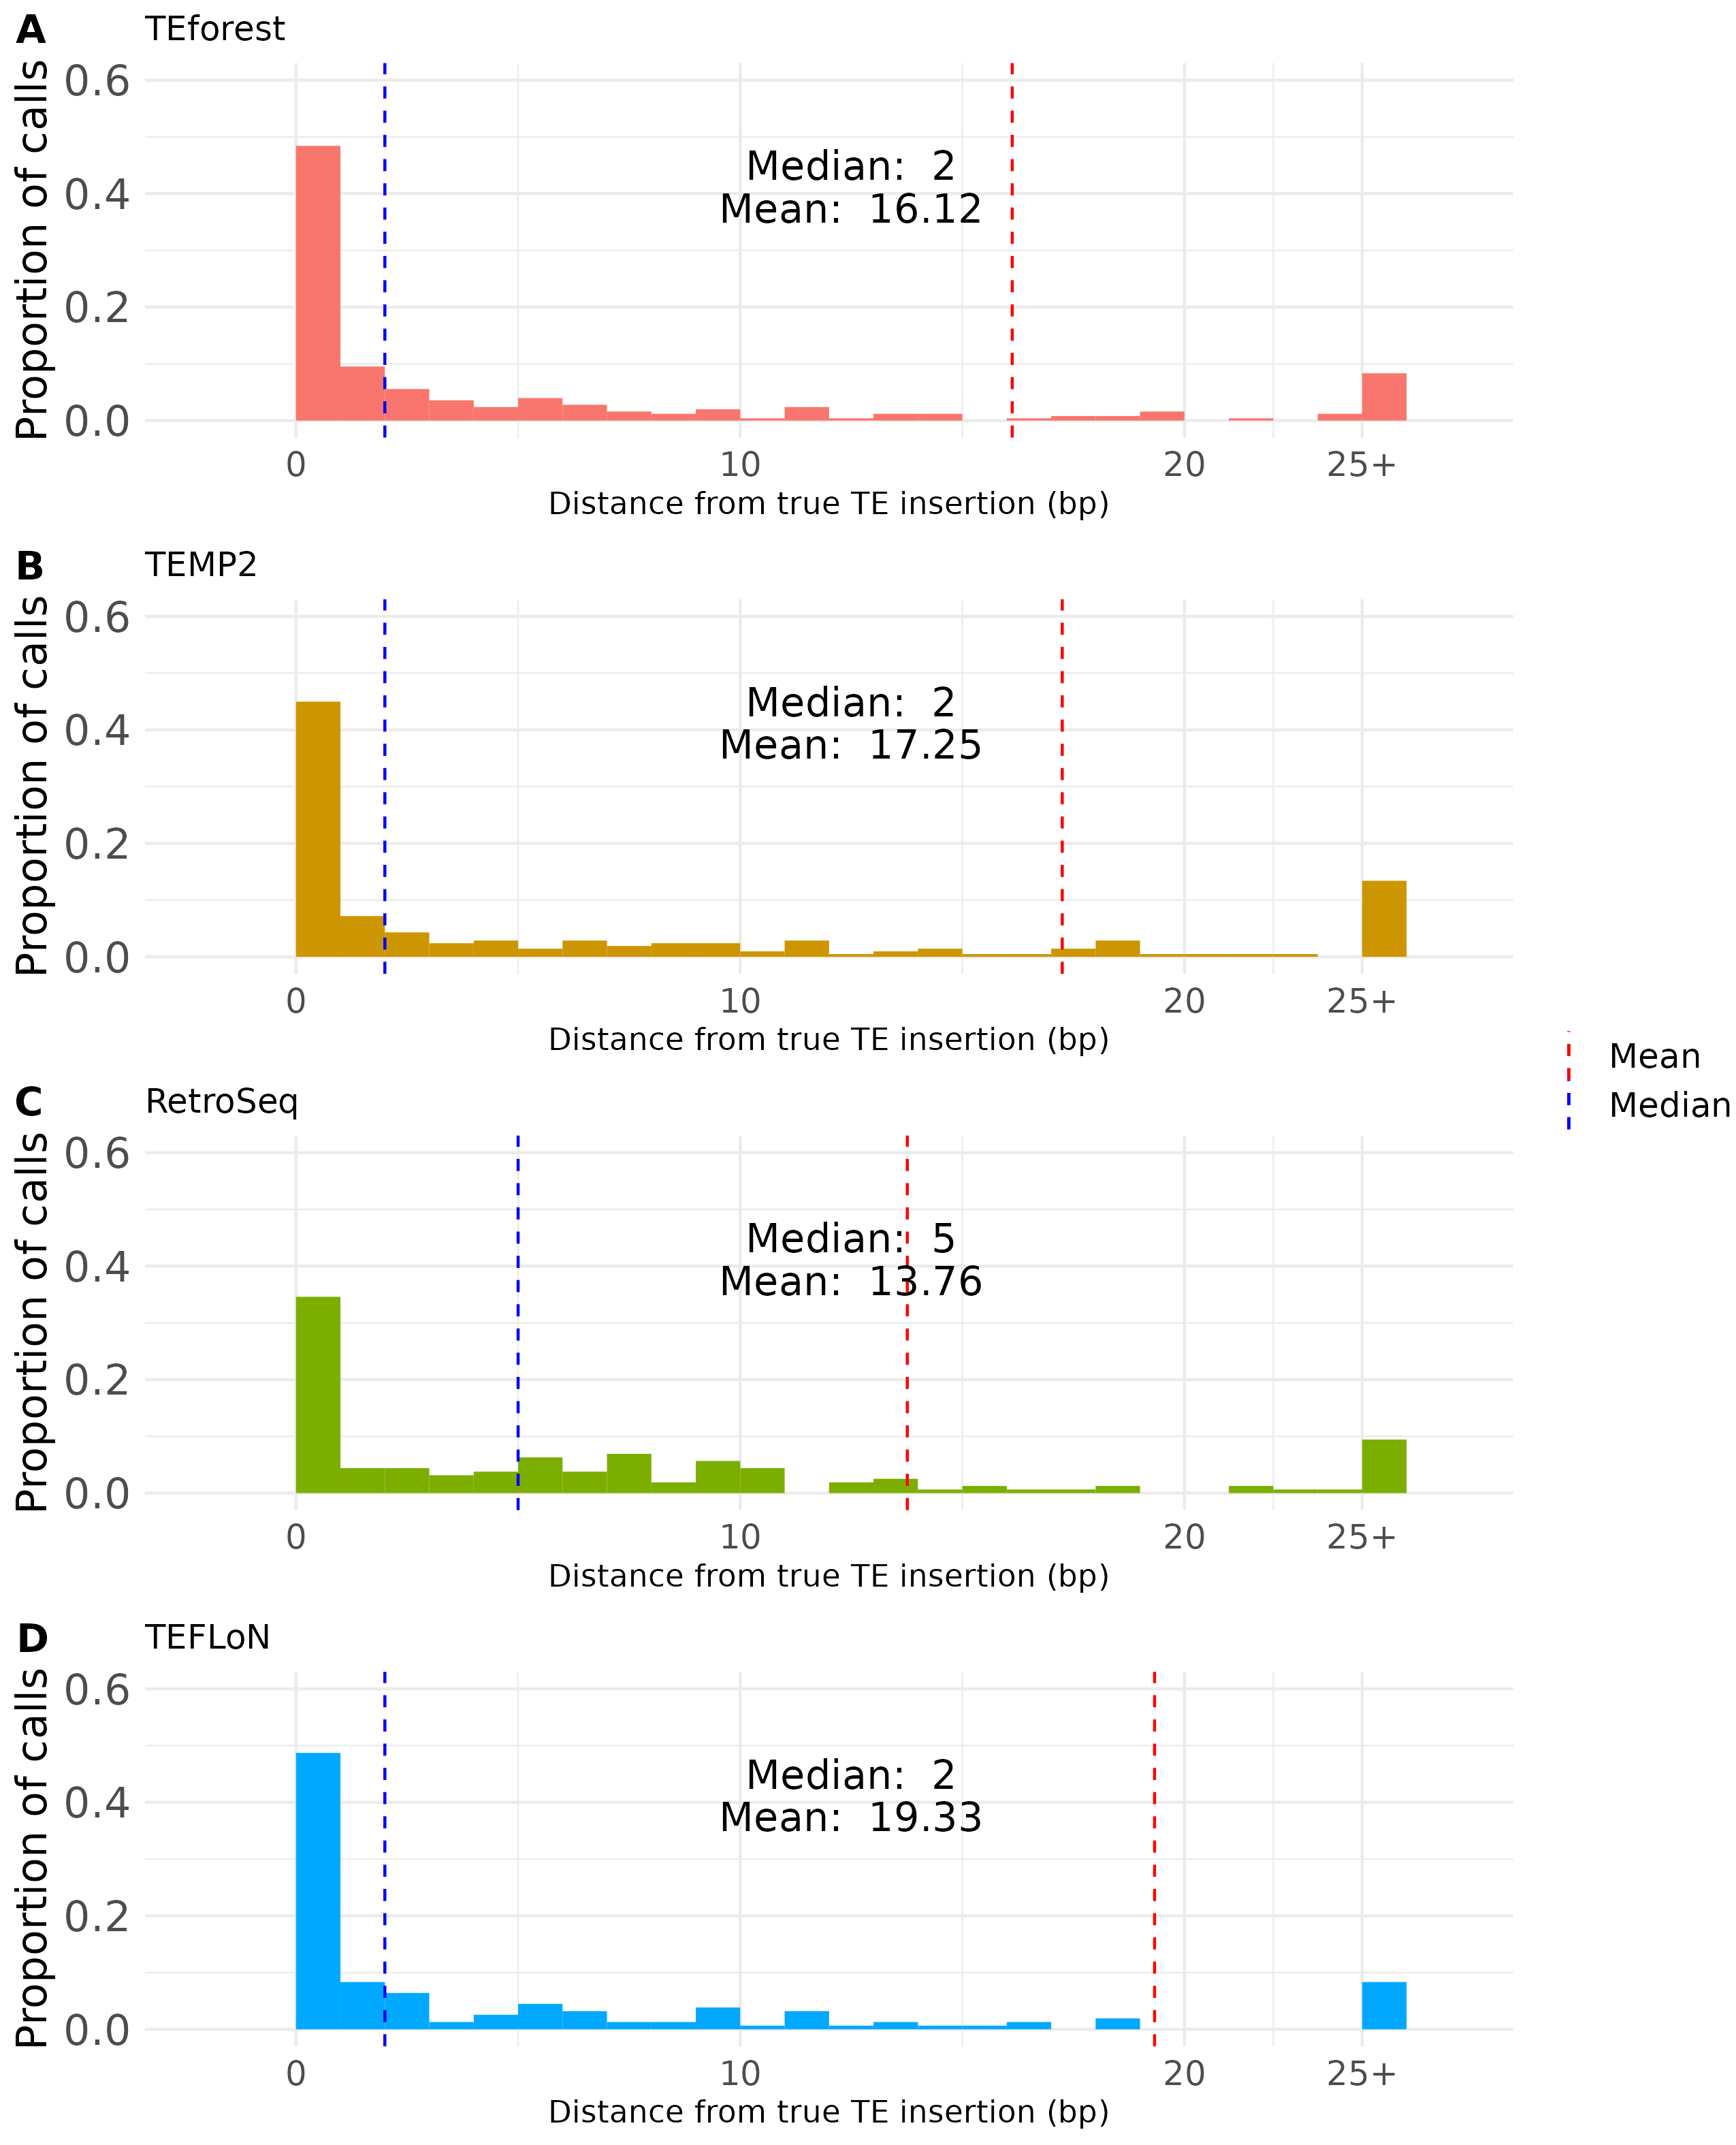 A TEforest
Proportion of calls
0.6
0.4
0.2
0.0
Median: 2
Mean: 16.12
0 10 20 25+
Distance from true TE insertion (bp)
B TEMP2
Proportion of calls
0.6
0.4
0.2
0.0
Median: 2
Mean: 17.25
0 10 20 25+
Distance from true TE insertion (bp)
Mean
Median
C RetroSeq
Proportion of calls
0.6
0.4
0.2
0.0
Median: 5
Mean: 13.76
0 10 20 25+
Distance from true TE insertion (bp)
D TEFLoN
Proportion of calls
0.6
0.4
0.2
0.0
Median: 2
Mean: 19.33
0 10 20 25+
Distance from true TE insertion (bp)